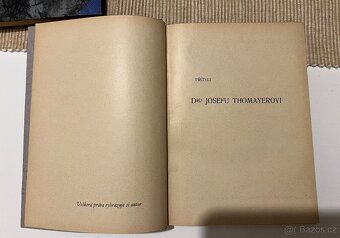 Veškerá práva vyhrazuje si autor
PŘÍTELI
DRU JOSEFU THOMAYEROVI
Bazos.cz